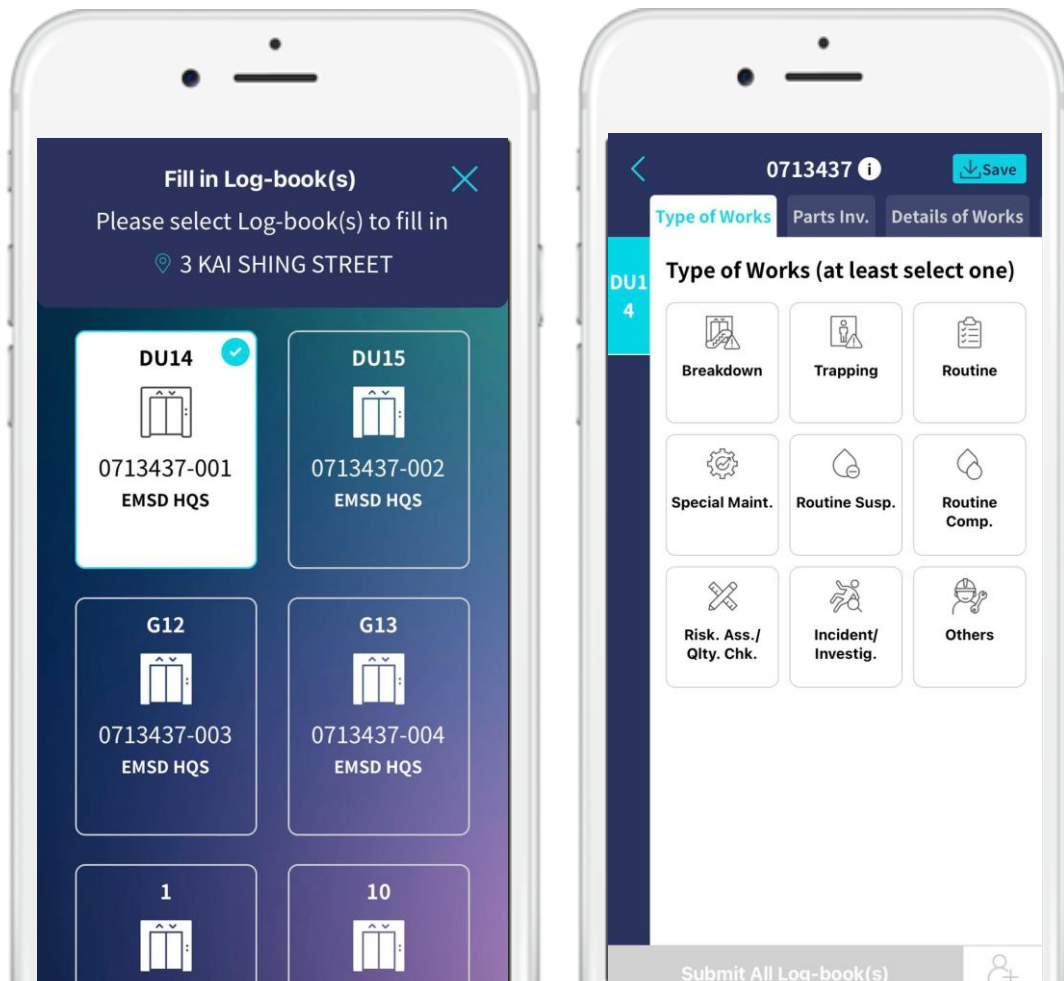 Fill in Log-book(s)
Please select Log-book(s) to fill in
3 KAI SHING STREET
DU14
0713437-001
EMSD HQS
DU15
0713437-002
EMSD HQS
G12
0713437-003
EMSD HQS
G13
0713437-004
EMSD HQS
1
10
0713437
Save
Type of Works
Parts Inv.
Details of Works
DU1
4
Type of Works (at least select one)
Breakdown
Trapping
Routine
Special Maint.
Routine Susp.
Routine
Comp.
Risk. Ass./
Qlty. Chk.
Incident/
Investig.
Others
Submit All Log-book(s)